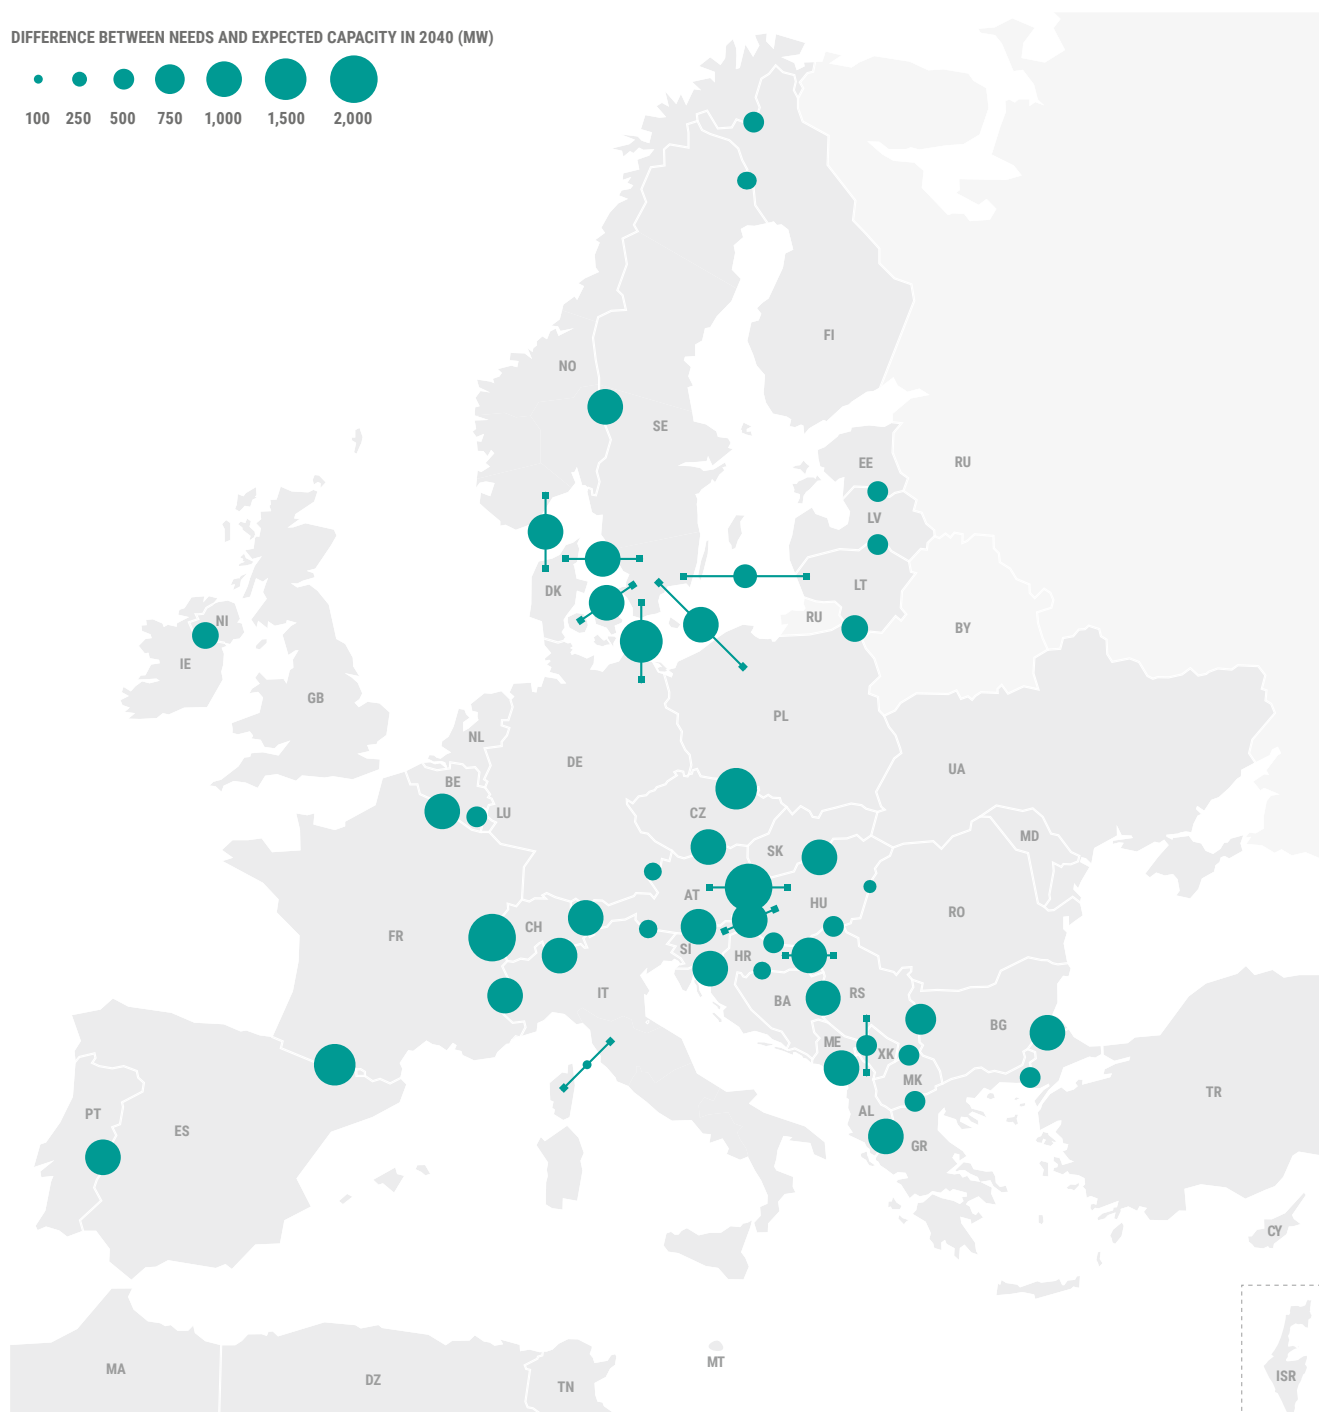 DIFFERENCE BETWEEN NEEDS AND EXPECTED CAPACITY IN 2040 (MW)
100 250 500 750 1,000 1,500 2,000
FI
NO
SE
EE
RU
LV
DK
LT
RU
NI
BY
IE
GB
PL
NL
DE
UA
BE
CZ
LU
MD
SK
AT
HU
RO
CH
FR
SI
HR
IT
BA
RS
BG
ME
XK
MK
PT
ES
AL
TR
GR
CY
MT
MA
DZ
TN
ISR